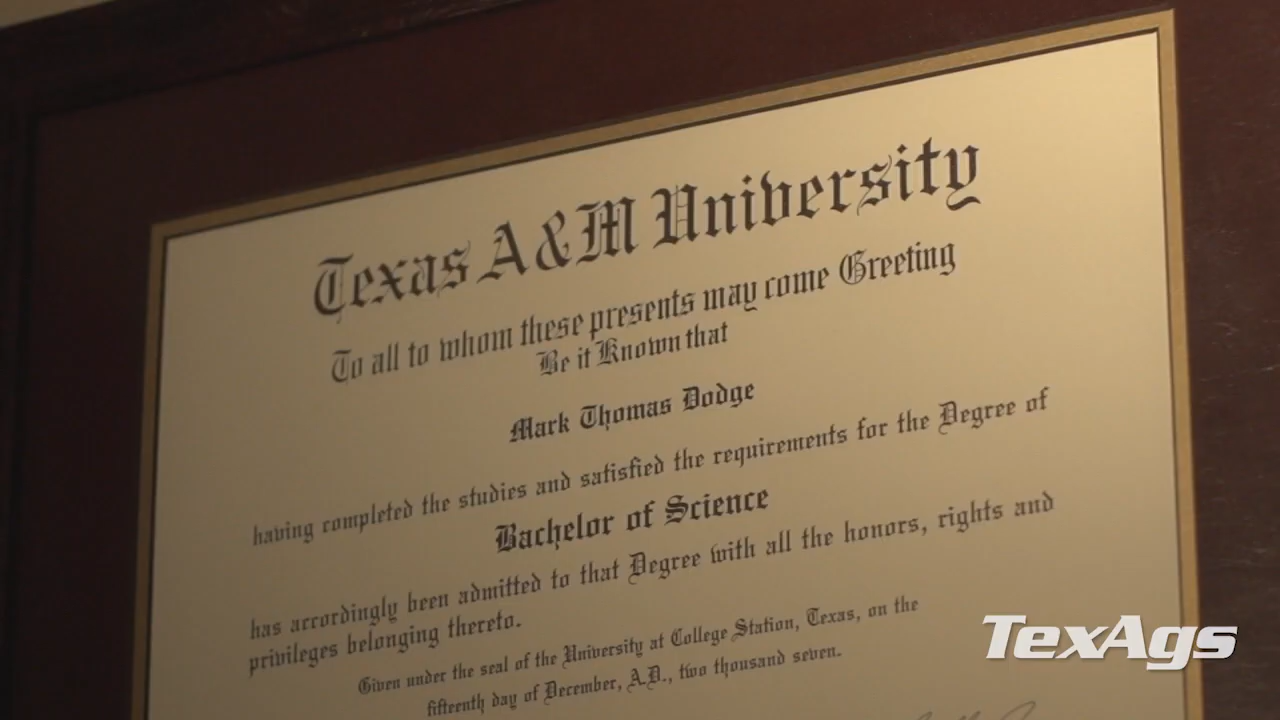 Texas A&M University
To all to whom these presents may come Greeting
Be it Known that
Mark Thomas Dodge
having completed the studies and satisfied the requirements for the Degree of
Bachelor of Science
has accordingly been admitted to that Degree with all the honors, rights and
privileges belonging thereto.
Given under the seal of the University at College Station, Texas, on the
fifteenth day of December, A.D., two thousand seven.
TexAgs